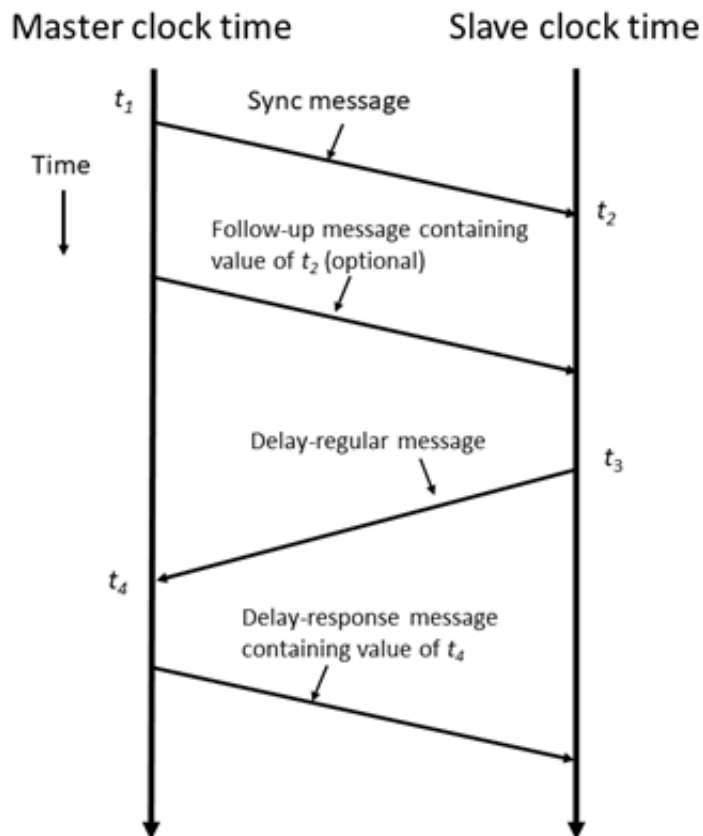 Master clock time
Slave clock time
t1
Sync message
Time
t2
Follow-up message containing
value of t2 (optional)
Delay-regular message
t3
t4
Delay-response message
containing value of t4